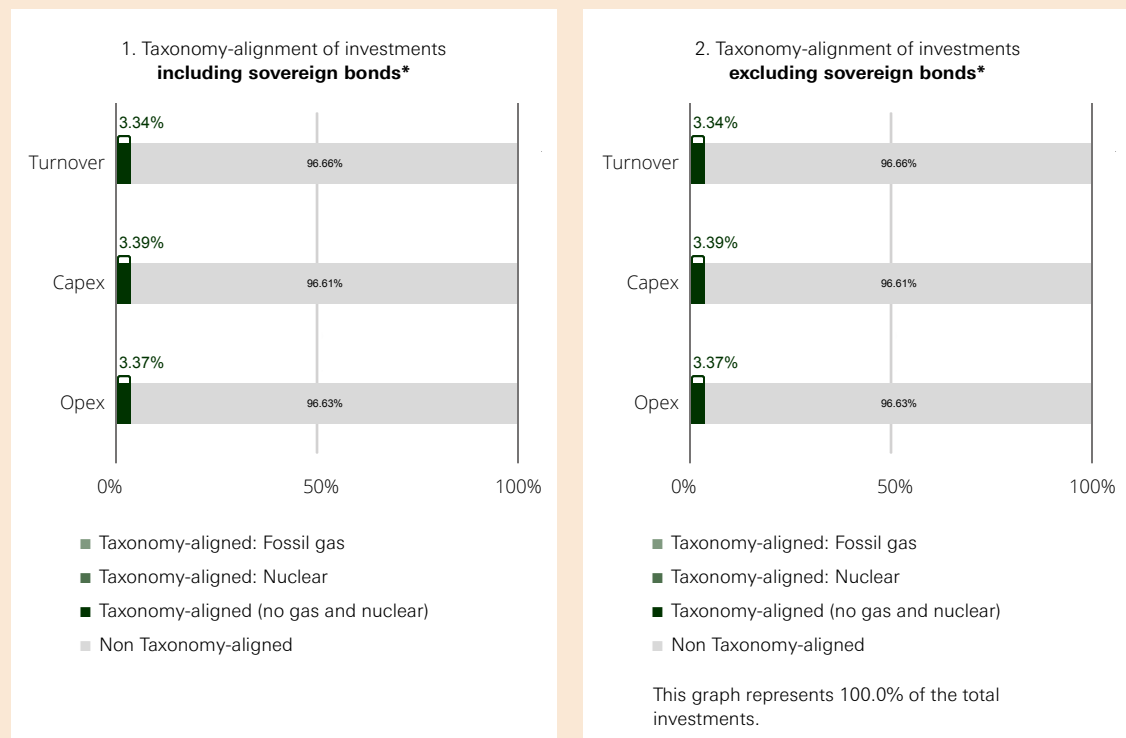 1. Taxonomy-alignment of investments
including sovereign bonds*
3.34%
Turnover
96.66%
3.39%
Capex
96.61%
3.37%
Opex
96.63%
0%
50%
100%
Taxonomy-aligned: Fossil gas
Taxonomy-aligned: Nuclear
Taxonomy-aligned (no gas and nuclear)
Non Taxonomy-aligned
2. Taxonomy-alignment of investments
excluding sovereign bonds*
3.34%
Turnover
96.66%
3.39%
Capex
96.61%
3.37%
Opex
96.63%
0%
50%
100%
Taxonomy-aligned: Fossil gas
Taxonomy-aligned: Nuclear
Taxonomy-aligned (no gas and nuclear)
Non Taxonomy-aligned
This graph represents 100.0% of the total
investments.